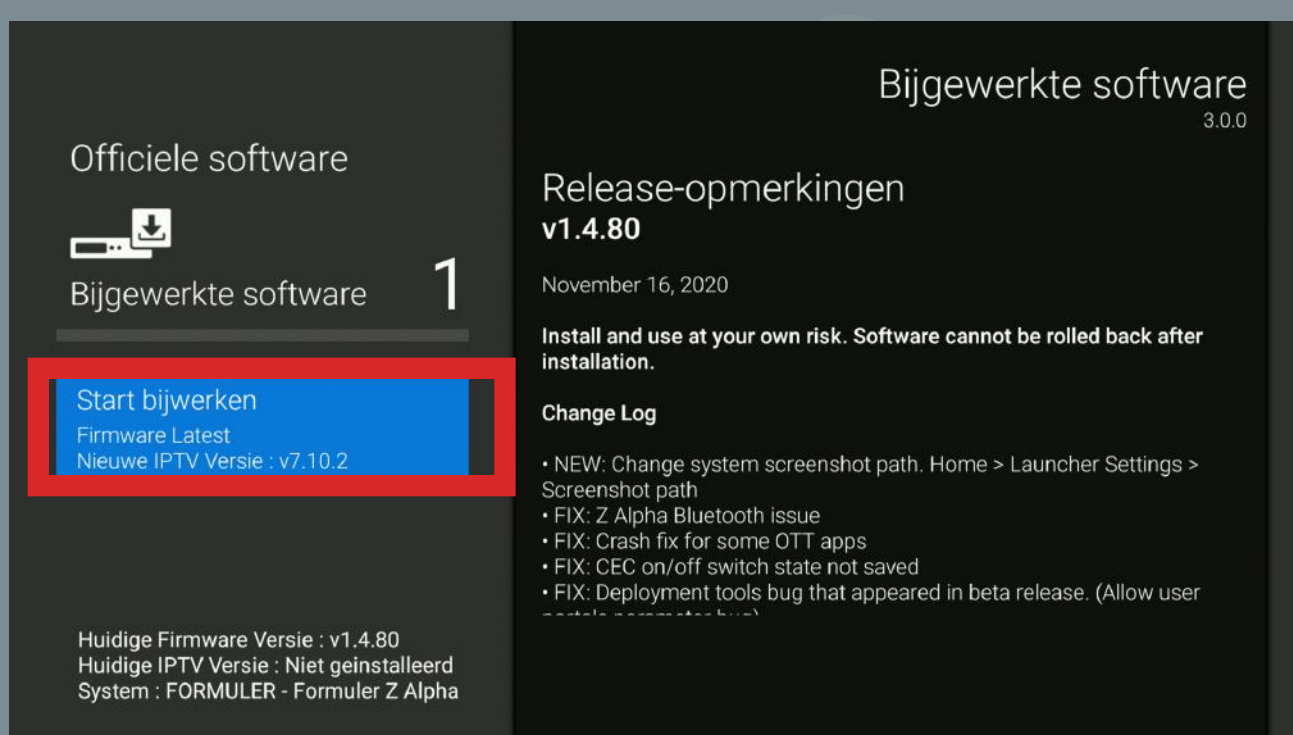 Officiele software
Bijgewerkte software 1
Start bijwerken
Firmware Latest
Nieuwe IPTV Versie : v7.10.2
Huidige Firmware Versie : v1.4.80
Huidige IPTV Versie : Niet geinstalleerd
System : FORMULER - Formuler Z Alpha
Bijgewerkte software
3.0.0
Release-opmerkingen
v1.4.80
November 16, 2020
Install and use at your own risk. Software cannot be rolled back after
installation.
Change Log
• NEW: Change system screenshot path. Home > Launcher Settings >
Screenshot path
• FIX: Z Alpha Bluetooth issue
• FIX: Crash fix for some OTT apps
• FIX: CEC on/off switch state not saved
• FIX: Deployment tools bug that appeared in beta release. (Allow user